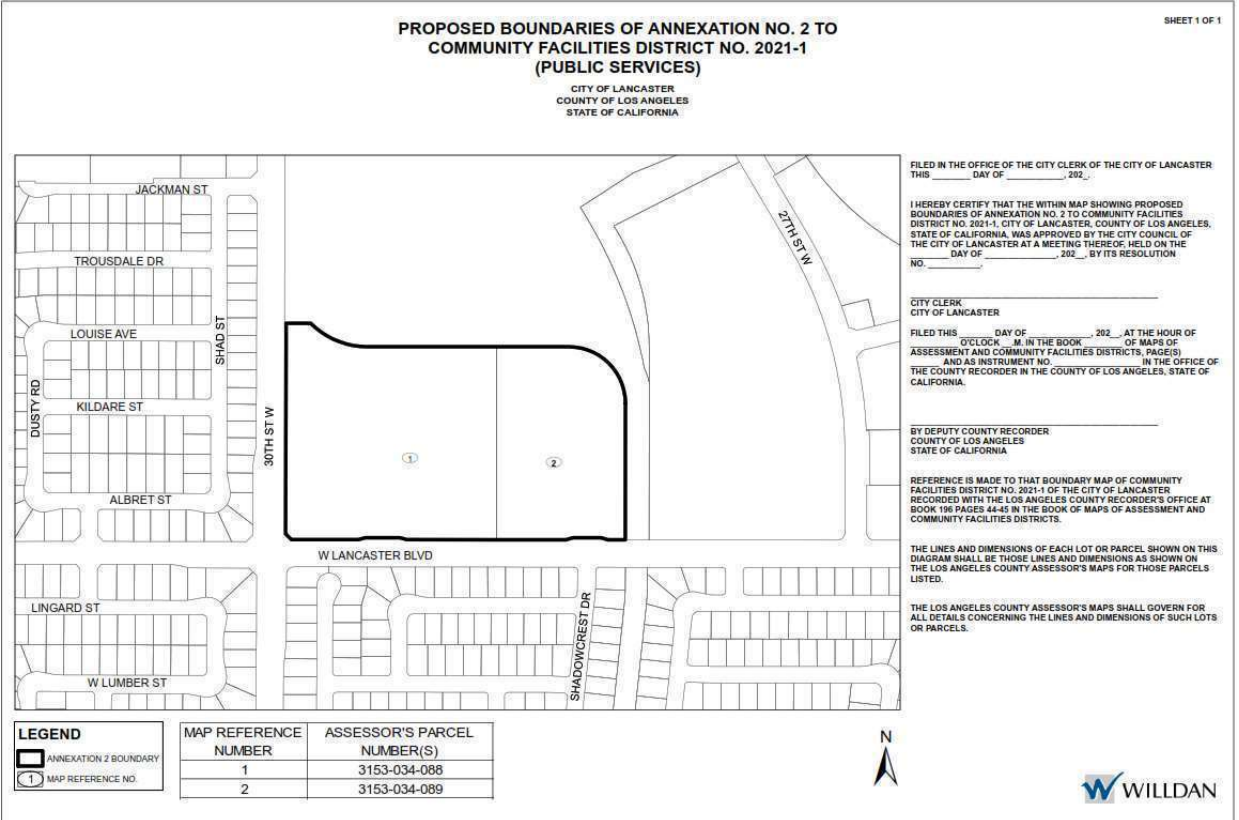 SHEET 1 OF 1
PROPOSED BOUNDARIES OF ANNEXATION NO. 2 TO
COMMUNITY FACILITIES DISTRICT NO. 2021-1
(PUBLIC SERVICES)
CITY OF LANCASTER
COUNTY OF LOS ANGELES
STATE OF CALIFORNIA
JACKMAN ST
TROUSDALE DR
LOUISE AVE
SHAD ST
DUSTY RD
KILDARE ST
30TH ST W
ALBRET ST
27TH ST W
1
2
W LANCASTER BLVD
LINGARD ST
SHADOWCREST DR
W LUMBER ST
FILED IN THE OFFICE OF THE CITY CLERK OF THE CITY OF LANCASTER
THIS ________ DAY OF ____________, 202_.
I HEREBY CERTIFY THAT THE WITHIN MAP SHOWING PROPOSED
BOUNDARIES OF ANNEXATION NO. 2 TO COMMUNITY FACILITIES
DISTRICT NO. 2021-1, CITY OF LANCASTER, COUNTY OF LOS ANGELES,
STATE OF CALIFORNIA, WAS APPROVED BY THE CITY COUNCIL OF
THE CITY OF LANCASTER AT A MEETING THEREOF, HELD ON THE
________ DAY OF ______________, 202__, BY ITS RESOLUTION
NO. ___________.
CITY CLERK
CITY OF LANCASTER
FILED THIS _______ DAY OF ____________, 202__, AT THE HOUR OF
_________ O'CLOCK __.M. IN THE BOOK ________ OF MAPS OF
ASSESSMENT AND COMMUNITY FACILITIES DISTRICTS, PAGE(S)
______ AND AS INSTRUMENT NO. _________________ IN THE OFFICE OF
THE COUNTY RECORDER IN THE COUNTY OF LOS ANGELES, STATE OF
CALIFORNIA.
BY DEPUTY COUNTY RECORDER
COUNTY OF LOS ANGELES
STATE OF CALIFORNIA
REFERENCE IS MADE TO THAT BOUNDARY MAP OF COMMUNITY
FACILITIES DISTRICT NO. 2021-1 OF THE CITY OF LANCASTER
RECORDED WITH THE LOS ANGELES COUNTY RECORDER'S OFFICE AT
BOOK 196 PAGES 44-45 IN THE BOOK OF MAPS OF ASSESSMENT AND
COMMUNITY FACILITIES DISTRICTS.
THE LINES AND DIMENSIONS OF EACH LOT OR PARCEL SHOWN ON THIS
DIAGRAM SHALL BE THOSE LINES AND DIMENSIONS AS SHOWN ON
THE LOS ANGELES COUNTY ASSESSOR'S MAPS FOR THOSE PARCELS
LISTED.
THE LOS ANGELES COUNTY ASSESSOR'S MAPS SHALL GOVERN FOR
ALL DETAILS CONCERNING THE LINES AND DIMENSIONS OF SUCH LOTS
OR PARCELS.
LEGEND
ANNEXATION 2 BOUNDARY
1 MAP REFERENCE NO.
MAP REFERENCE NUMBER ASSESSOR'S PARCEL NUMBER(S)
1 3153-034-088
2 3153-034-089
N
WILLDAN